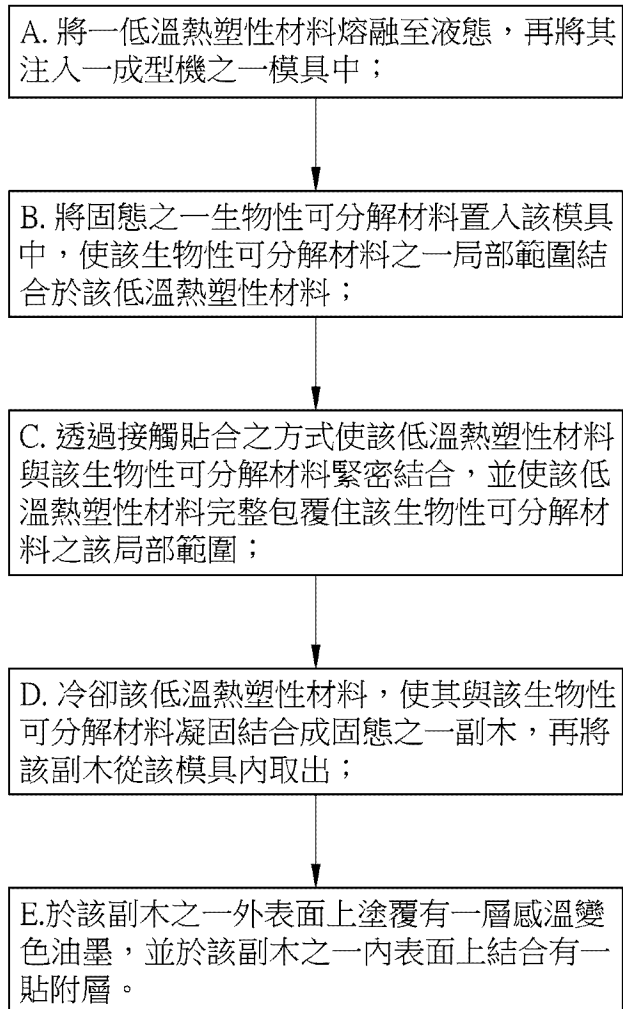 A. 將一低溫熱塑性材料熔融至液態，再將其
注入一成型機之一模具中；
B. 將固態之一生物性可分解材料置入該模具
中，使該生物性可分解材料之一局部範圍結
合於該低溫熱塑性材料；
C. 透過接觸貼合之方式使該低溫熱塑性材料
與該生物性可分解材料緊密結合，並使該低
溫熱塑性材料完整包覆住該生物性可分解材
料之該局部範圍；
D. 冷卻該低溫熱塑性材料，使其與該生物性
可分解材料凝固結合成固態之一副木，再將
該副木從該模具內取出；
E.於該副木之一外表面上塗覆有一層感溫變
色油墨，並於該副木之一內表面上結合有一
貼附層。